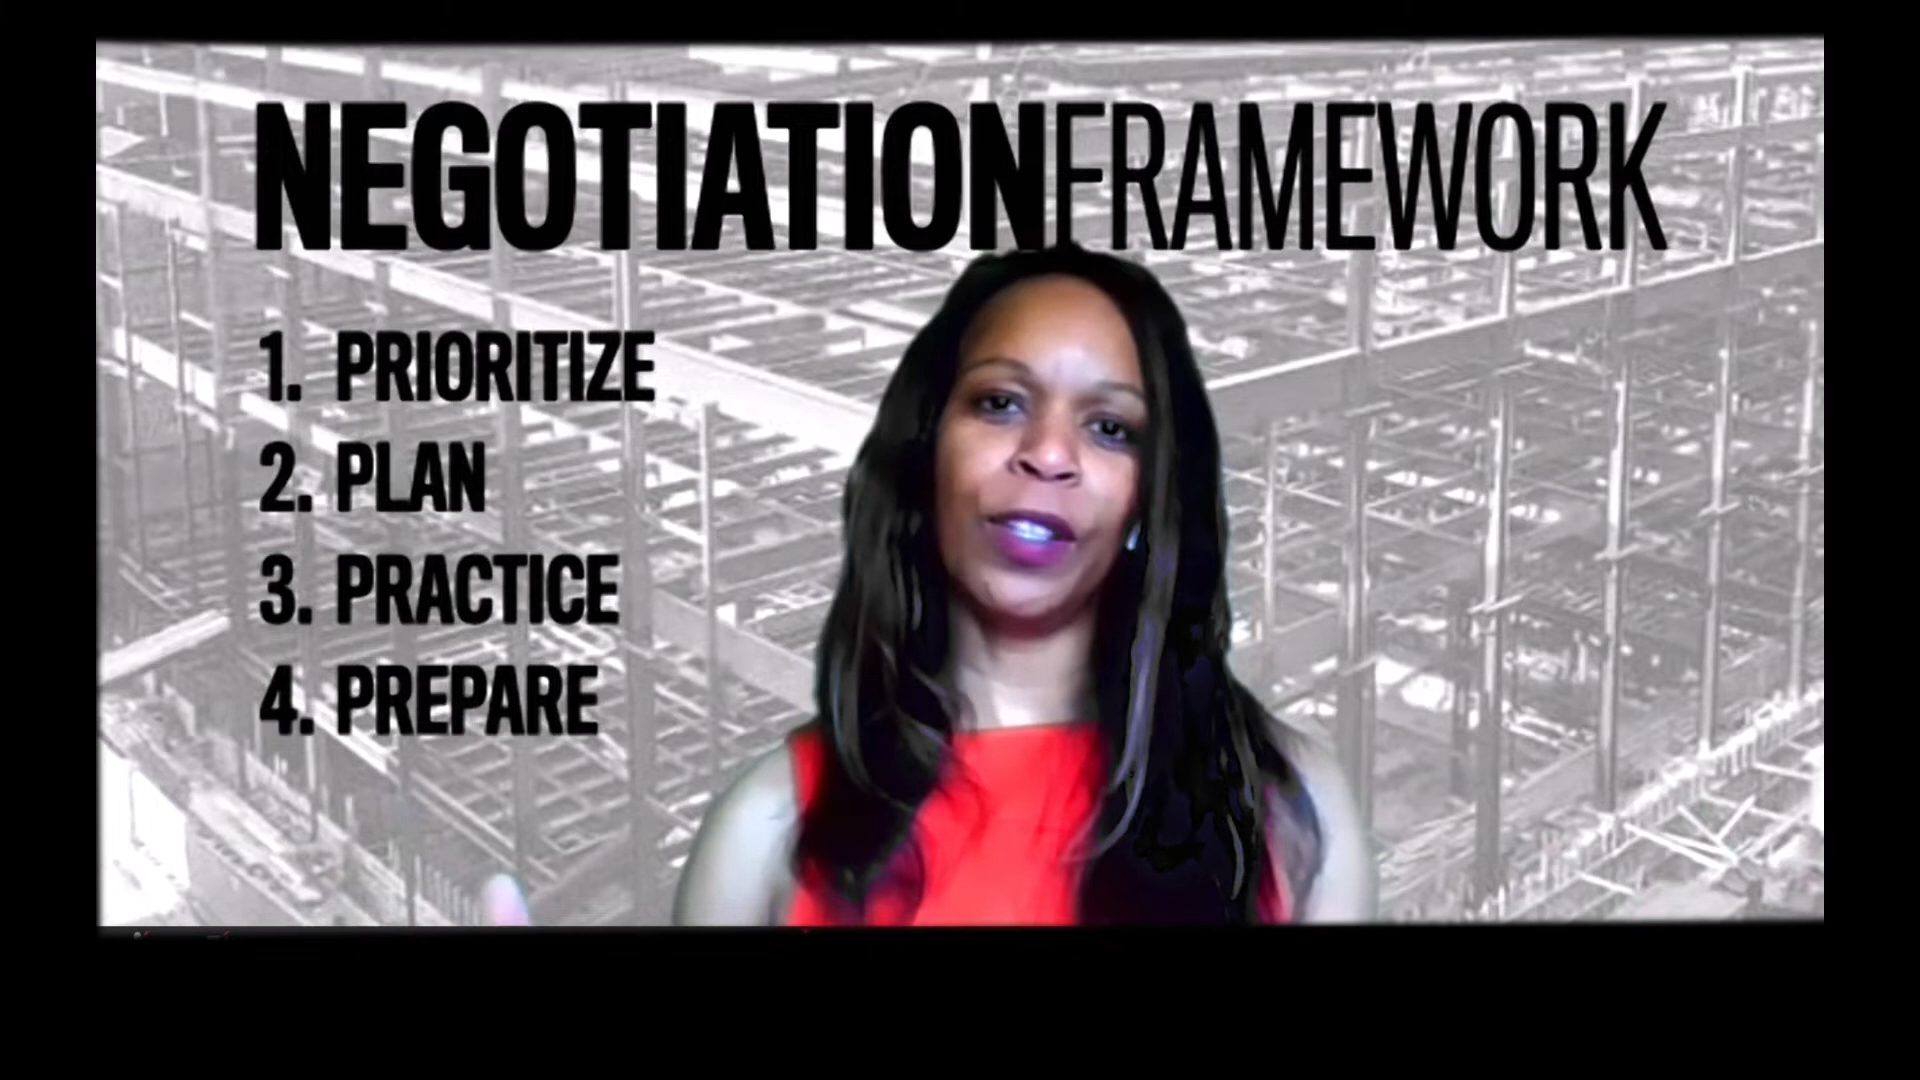 NEGOTIATIONFRAMEWORK
1. PRIORITIZE
2. PLAN
3. PRACTICE
4. PREPARE